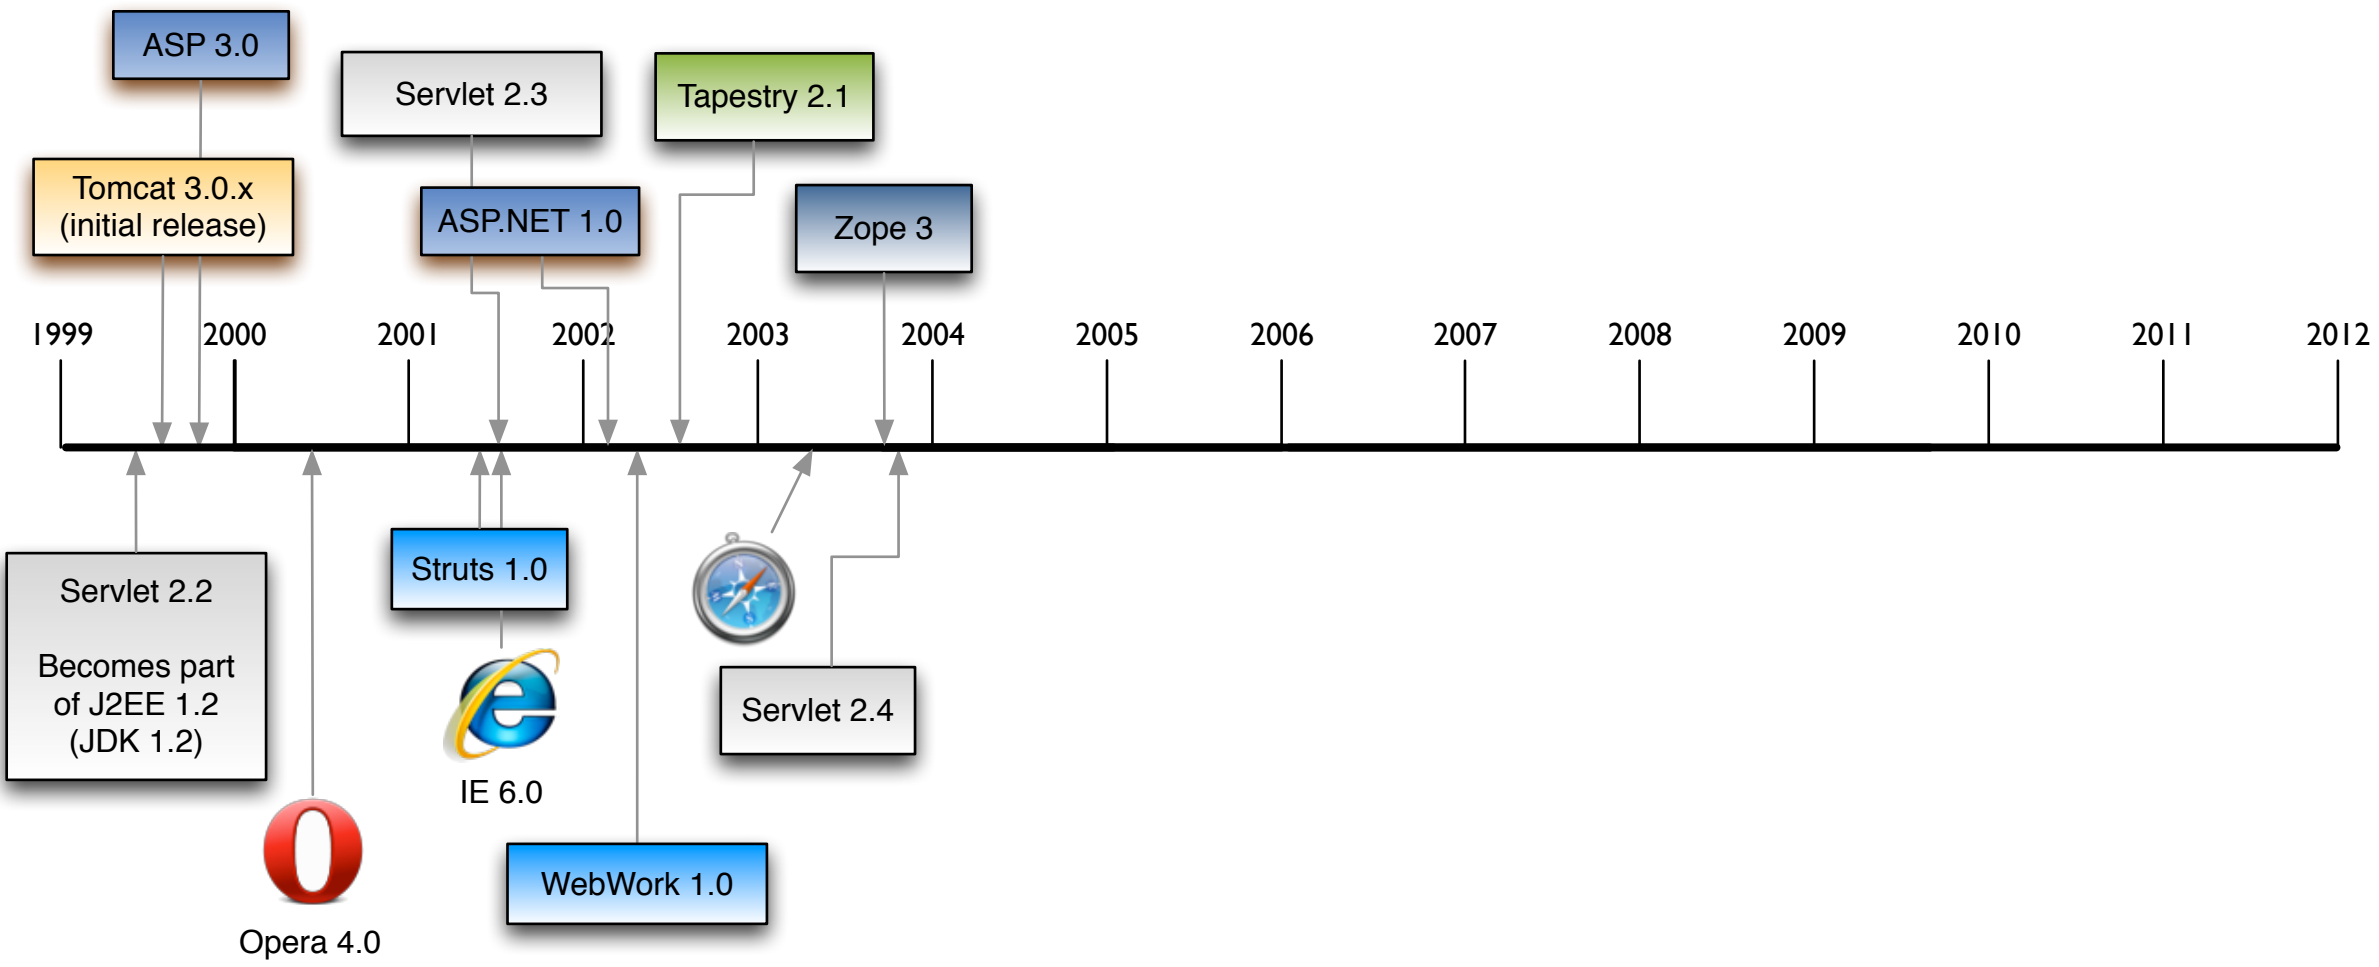 ASP 3.0
Servlet 2.3
Tapestry 2.1
Tomcat 3.0.x
(initial release)
ASP.NET 1.0
Zope 3
1999
2000
2001
2002
2003
2004
2005
2006
2007
2008
2009
2010
2011
2012
Struts 1.0
Servlet 2.2
Becomes part
of J2EE 1.2
(JDK 1.2)
Servlet 2.4
IE 6.0
WebWork 1.0
Opera 4.0